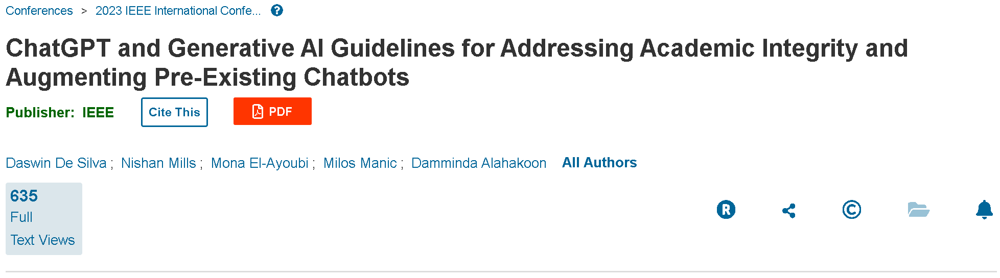 Conferences > 2023 IEEE International Confe... ?
ChatGPT and Generative AI Guidelines for Addressing Academic Integrity and
Augmenting Pre-Existing Chatbots
Publisher: IEEE Cite This PDF
Daswin De Silva ; Nishan Mills ; Mona El-Ayoubi ; Milos Manic ; Damminda Alahakoon All Authors
635
Full
Text Views
R ©